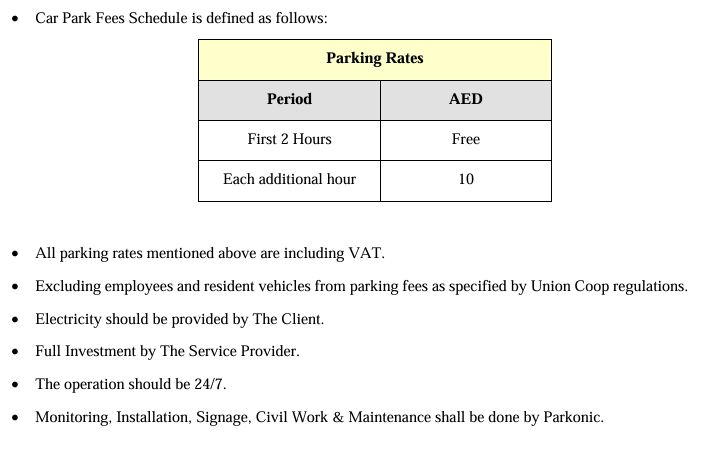 • Car Park Fees Schedule is defined as follows:
Parking Rates
Period AED
First 2 Hours Free
Each additional hour 10
• All parking rates mentioned above are including VAT.
• Excluding employees and resident vehicles from parking fees as specified by Union Coop regulations.
• Electricity should be provided by The Client.
• Full Investment by The Service Provider.
• The operation should be 24/7.
• Monitoring, Installation, Signage, Civil Work & Maintenance shall be done by Parkonic.